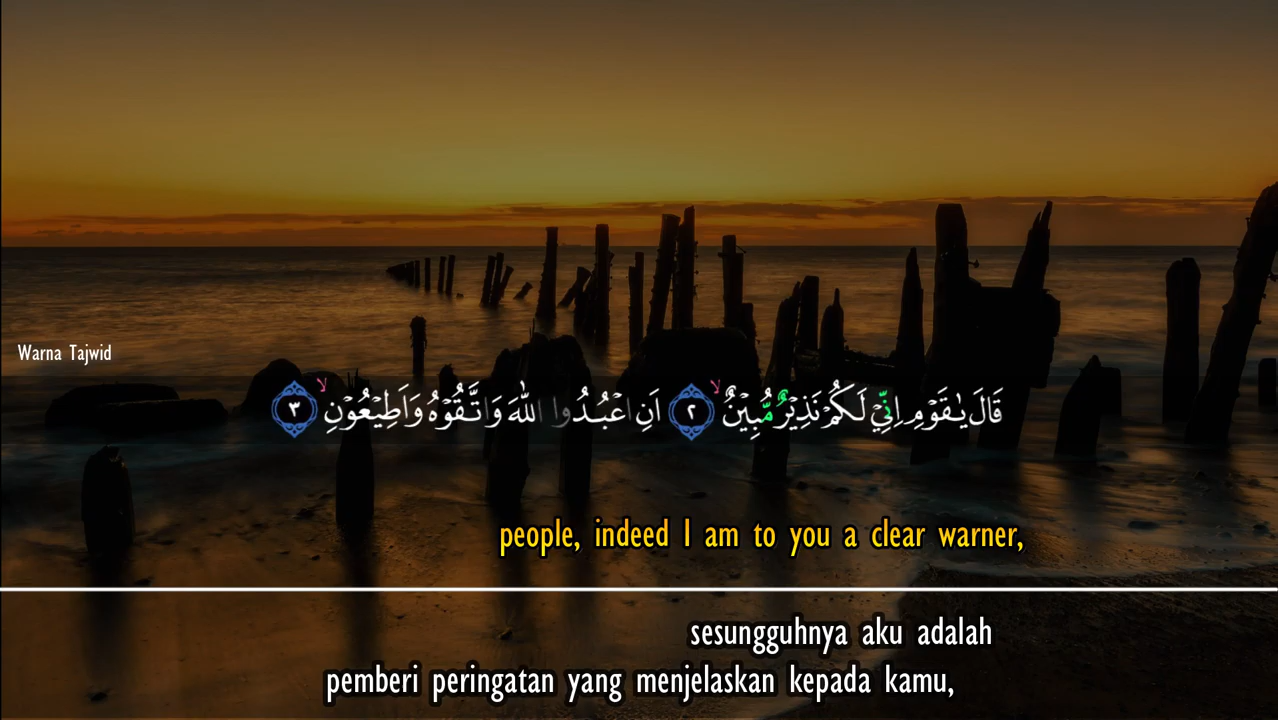 Warna Tajwid
قَالَ يٰقَوْمِ اِنِّيْ لَكُمْ نَذِيْرٌ مُّبِيْنٌۙ ٢ اَنِ اعْبُدُوا اللّٰهَ وَاتَّقُوْهُ وَاَطِيْعُوْنِۙ ٣
people, indeed I am to you a clear warner,
sesungguhnya aku adalah
pemberi peringatan yang menjelaskan kepada kamu,